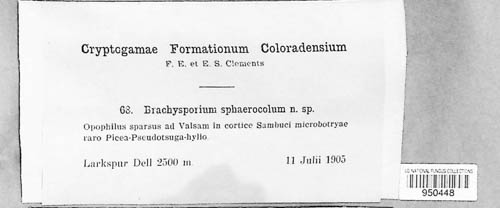 Cryptogamae Formationum Coloradensium
F. E. et E. S. Clements
63. Brachysporium sphaerocolum n. sp.
Opophilus sparsus ad Valsam in cortice Sambuci microbotryae
raro Picea-Pseudotsuga-hylio
Larkspur Dell 2500 m. 11 Julii 1905
US NATIONAL FUNGUS COLLECTIONS
950448